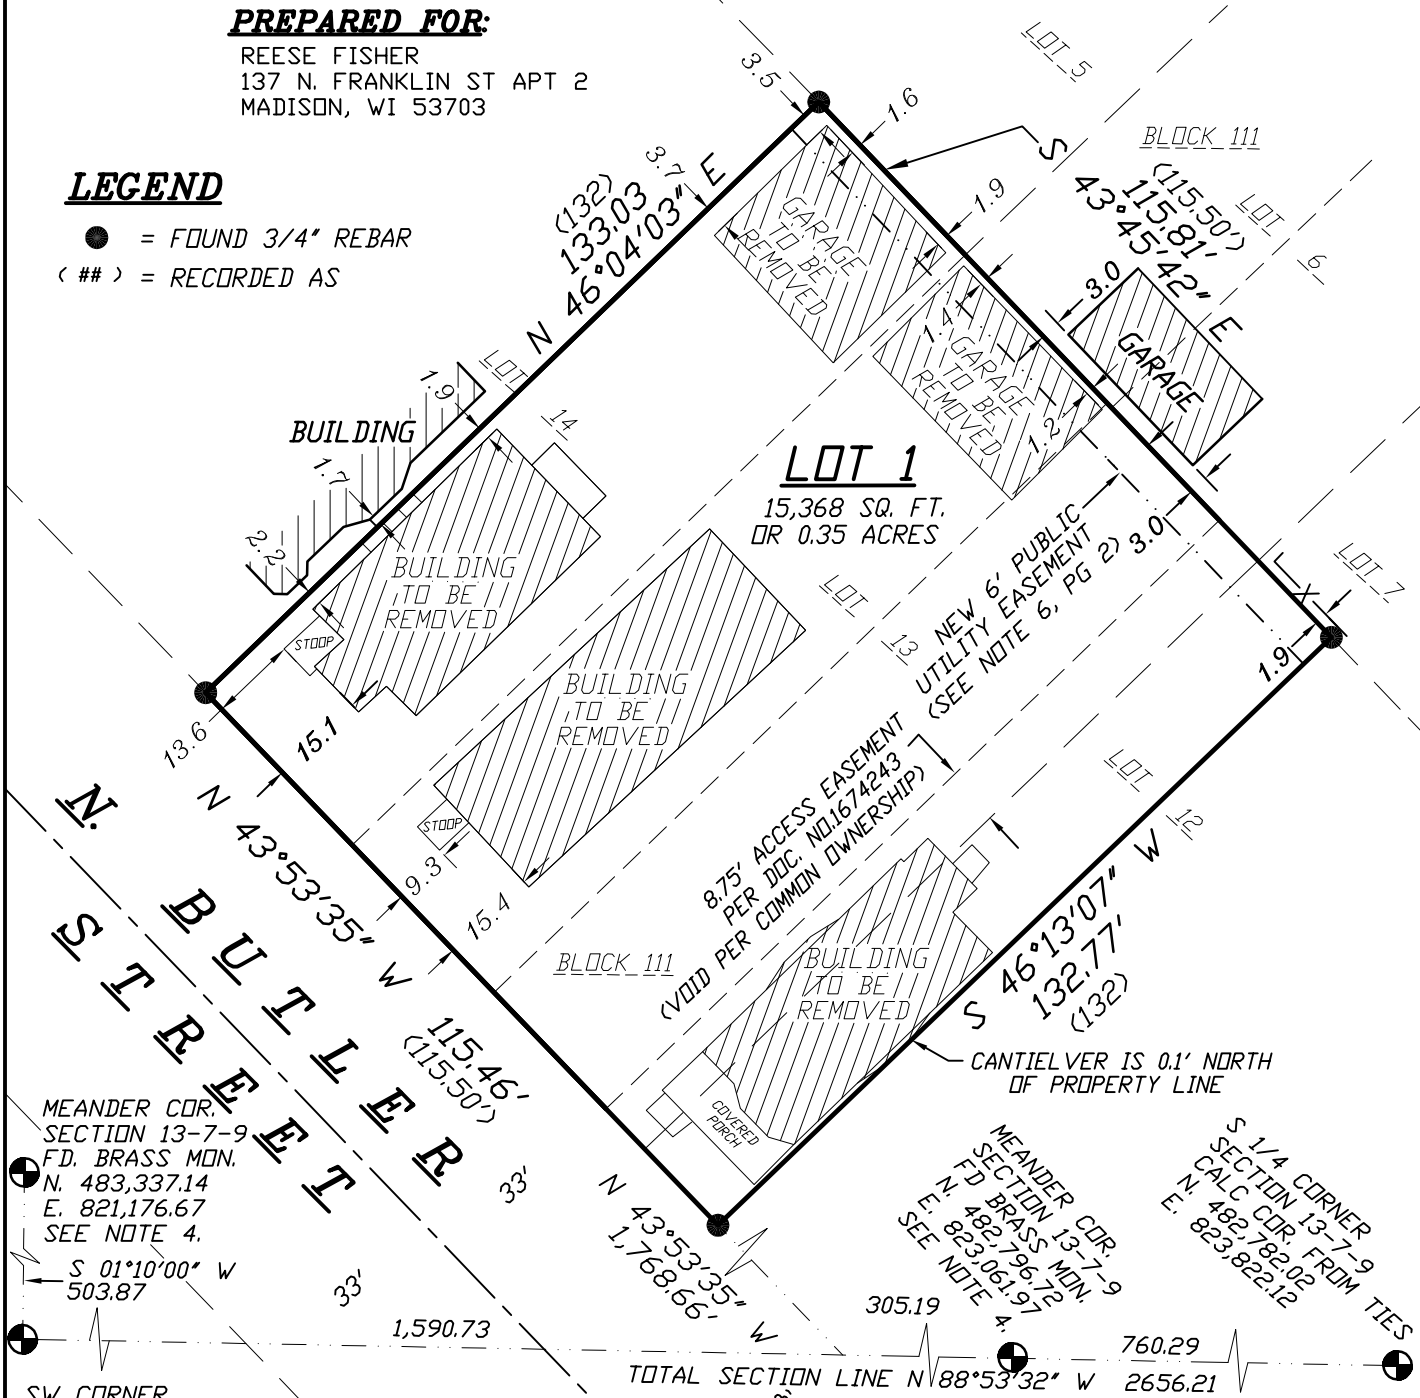 PREPARED FOR:
REESE FISHER
137 N. FRANKLIN ST APT 2
MADISON, WI 53703
LEGEND
= FOUND 3/4" REBAR
( ## ) = RECORDED AS
LOT 5
BLOCK 111
LOT 6
LOT 7
3.5
1.6
3.7
1.9
S 43°45'42" E
115.81'
(115.50')
(132)
133.03
N 46°04'03" E
GARAGE
TO BE
REMOVED
GARAGE
TO BE
REMOVED
1.4
1.2
3.0
GARAGE
3.0
LOT 14
1.9
BUILDING
1.7
2.2
LOT 1
15,368 SQ. FT.
OR 0.35 ACRES
BUILDING
TO BE
REMOVED
STOOP
BUILDING
TO BE
REMOVED
STOOP
LOT 13
NEW 6' PUBLIC
UTILITY EASEMENT
(SEE NOTE 6, PG 2)
1.9
13.6
15.1
9.3
15.4
8.75' ACCESS EASEMENT
PER DOC. NO.1674243
(VOID PER COMMON OWNERSHIP)
LOT 12
BLOCK 111
BUILDING
TO BE
REMOVED
COVERED
PORCH
S 46°13'07" W
132.77'
(132)
CANTIELVER IS 0.1' NORTH
OF PROPERTY LINE
N 43°53'35" W
115.46'
(115.50')
N. BUTLER
STREET
33'
33'
MEANDER COR.
SECTION 13-7-9
FD. BRASS MON.
N. 483,337.14
E. 821,176.67
SEE NOTE 4.
S 01°10'00" W
503.87
N 43°53'35" W
1,768.66'
MEANDER COR.
SECTION 13-7-9
FD BRASS MON.
N. 482,796.72
E. 823,061.97
SEE NOTE 4.
S 1/4 CORNER
SECTION 13-7-9
CALC COR. FROM TIES
N. 482,782.02
E. 823,822.12
1,590.73
305.19
760.29
TOTAL SECTION LINE N 88°53'32" W 2656.21
SW CORNER